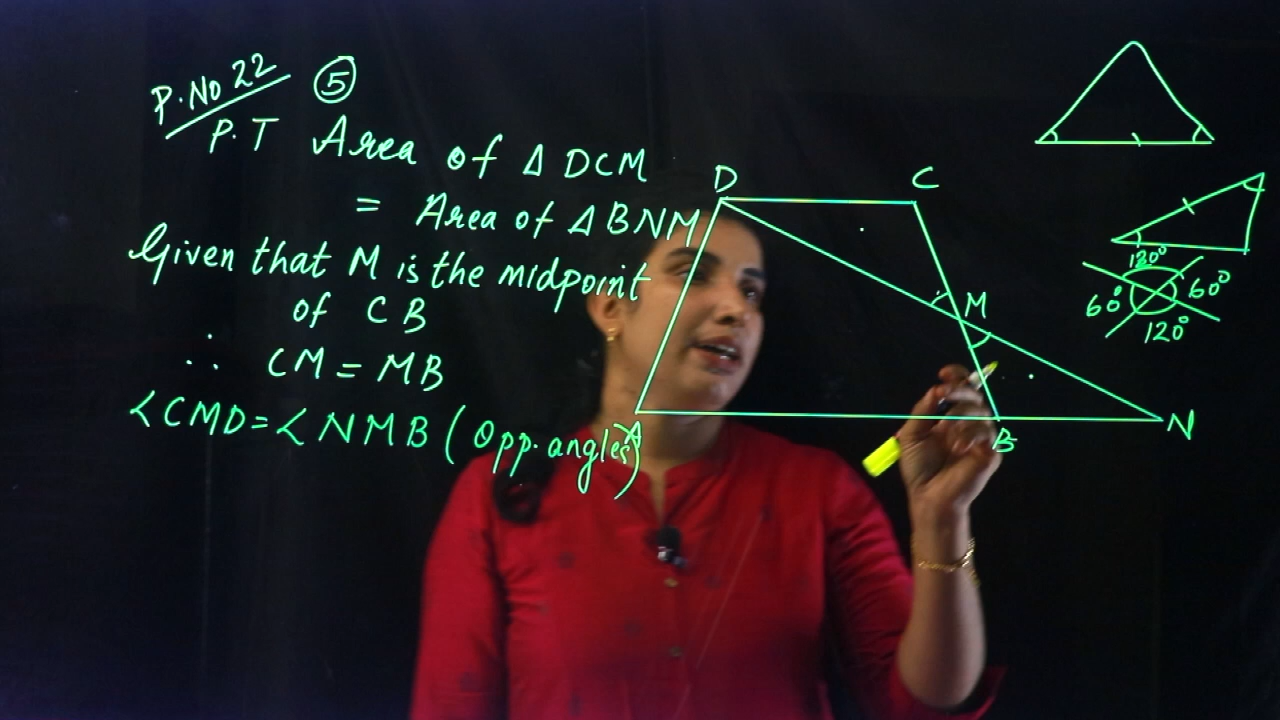 P.No 22 ⑤
P.T Area of Δ DCM
= Area of Δ BNM
Given that M is the midpoint
of CB
∴ CM = MB
∠CMD = ∠NMB (Opp. angles)
D C
M
A B N
120°
60° 60°
120°